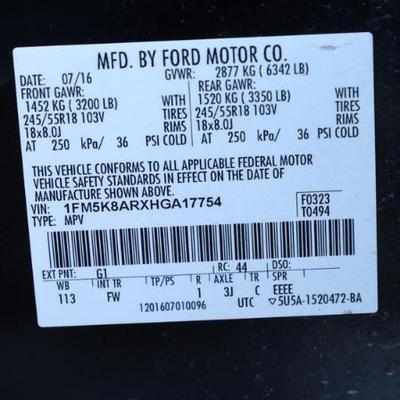 MFD. BY FORD MOTOR CO.
DATE: 07/16 GVWR: 2877 KG ( 6342 LB)
FRONT GAWR: REAR GAWR:
1452 KG ( 3200 LB) WITH 1520 KG ( 3350 LB) WITH
245/55R18 103V TIRES 245/55R18 103V TIRES
18x8.0J RIMS 18x8.0J RIMS
AT 250 kPa/ 36 PSI COLD AT 250 kPa/ 36 PSI COLD
THIS VEHICLE CONFORMS TO ALL APPLICABLE FEDERAL MOTOR
VEHICLE SAFETY STANDARDS IN EFFECT ON THE DATE OF
MANUFACTURE SHOWN ABOVE.
VIN: 1FM5K8ARXHGA17754 F0323
TYPE: MPV T0494
EXT PNT: G1 RC: 44 DSO:
WB INT TR TP/PS R AXLE TR SPR
113 FW 1 3J C EEEE
1201607010096 UTC ▽5U5A-1520472-BA